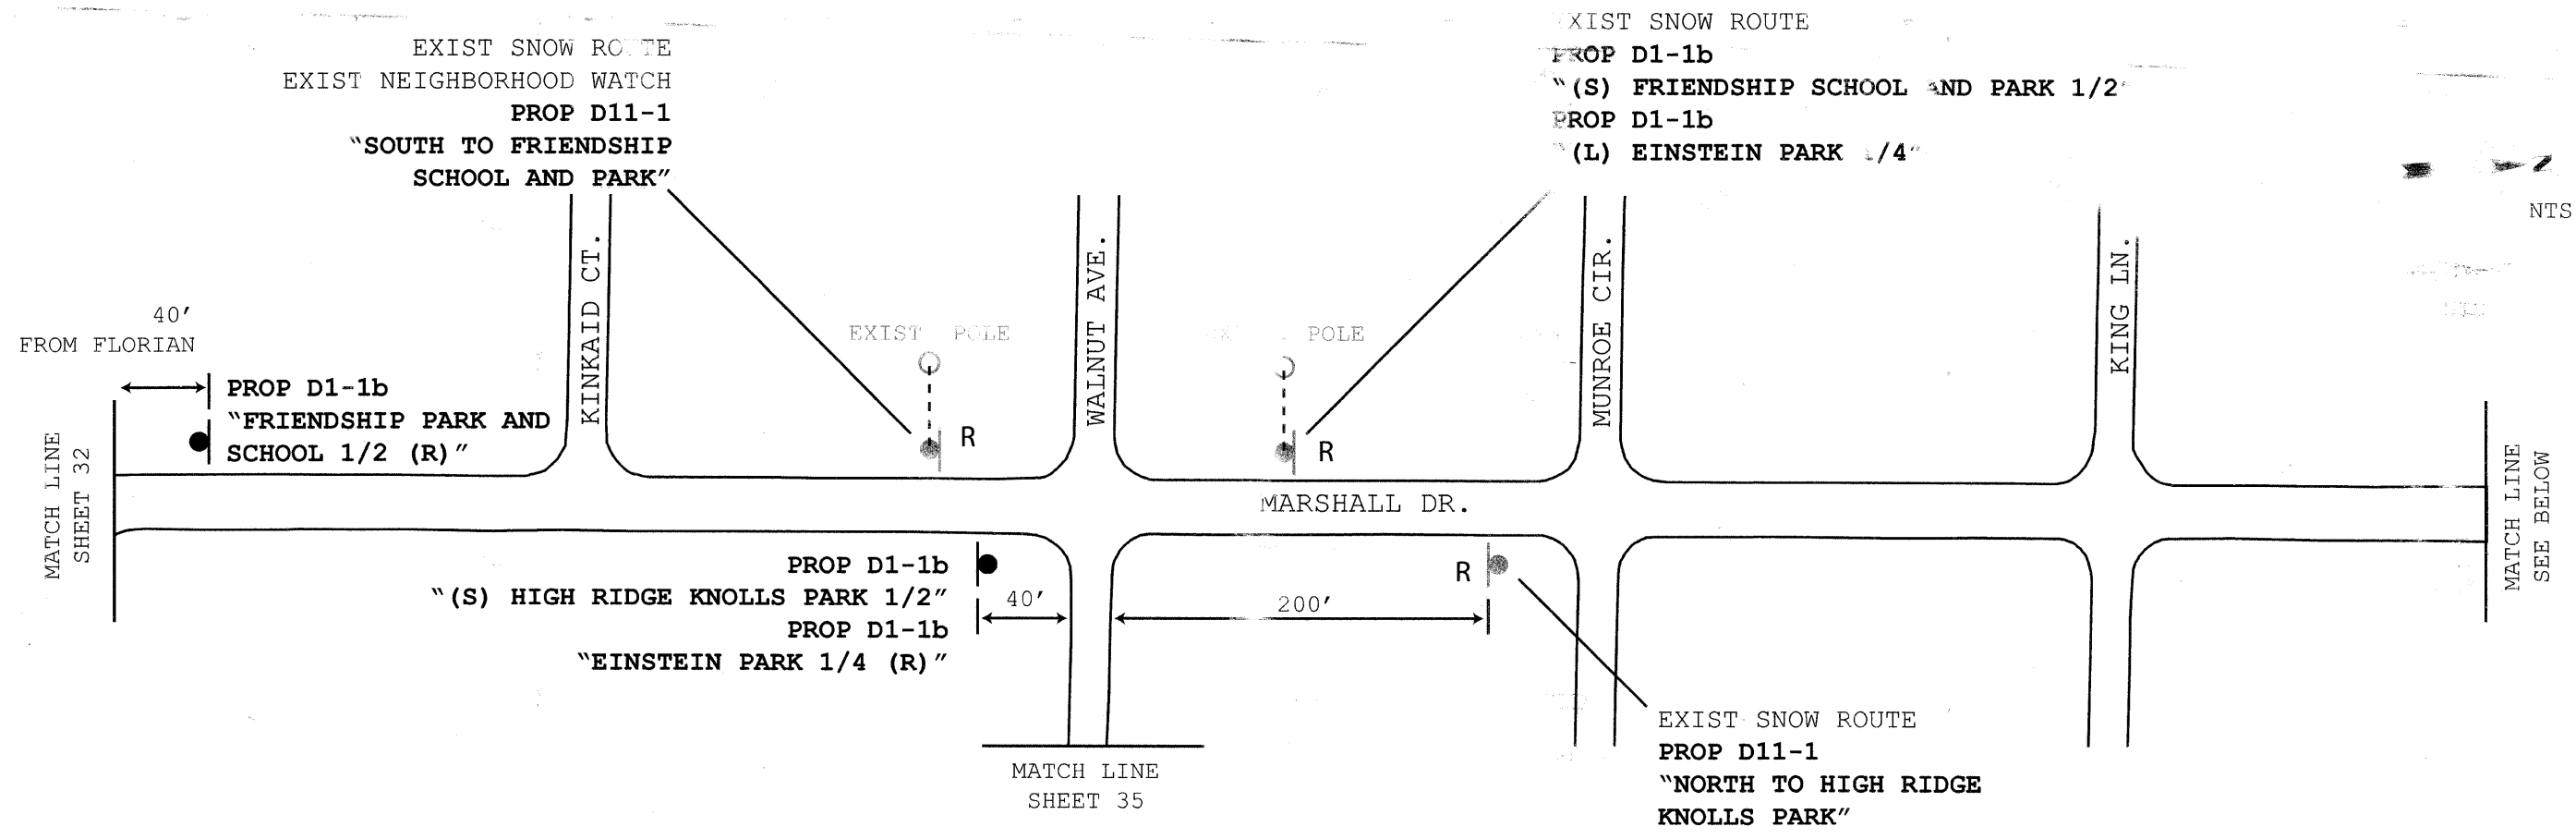 EXIST SNOW ROUTE
EXIST NEIGHBORHOOD WATCH
PROP D11-1
"SOUTH TO FRIENDSHIP
SCHOOL AND PARK"
EXIST SNOW ROUTE
PROP D1-1b
"(S) FRIENDSHIP SCHOOL AND PARK 1/2"
PROP D1-1b
"(L) EINSTEIN PARK 1/4"
NTS
KINKAID CT.
WALNUT AVE.
MUNROE CIR.
KING LN.
40'
FROM FLORIAN
EXIST POLE
POLE
PROP D1-1b
"FRIENDSHIP PARK AND
SCHOOL 1/2 (R)"
R
R
MATCH LINE
SHEET 32
MARSHALL DR.
MATCH LINE
SEE BELOW
PROP D1-1b
"(S) HIGH RIDGE KNOLLS PARK 1/2"
PROP D1-1b
"EINSTEIN PARK 1/4 (R)"
40'
200'
R
EXIST SNOW ROUTE
PROP D11-1
"NORTH TO HIGH RIDGE
KNOLLS PARK"
MATCH LINE
SHEET 35